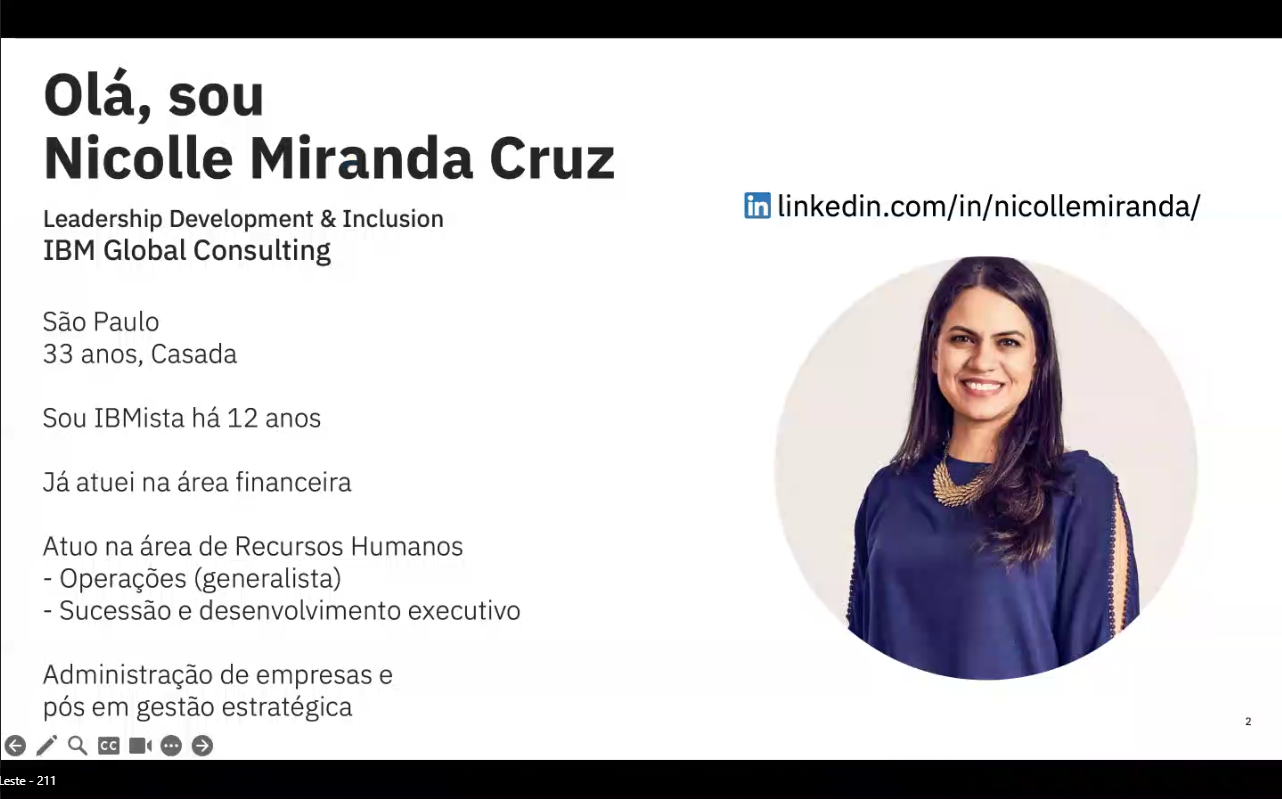 Olá, sou
Nicolle Miranda Cruz
Leadership Development & Inclusion
IBM Global Consulting
São Paulo
33 anos, Casada
Sou IBMista há 12 anos
Já atuei na área financeira
Atuo na área de Recursos Humanos
- Operações (generalista)
- Sucessão e desenvolvimento executivo
Administração de empresas e
pós em gestão estratégica
in linkedin.com/in/nicollemiranda/
2
CC
Leste - 211